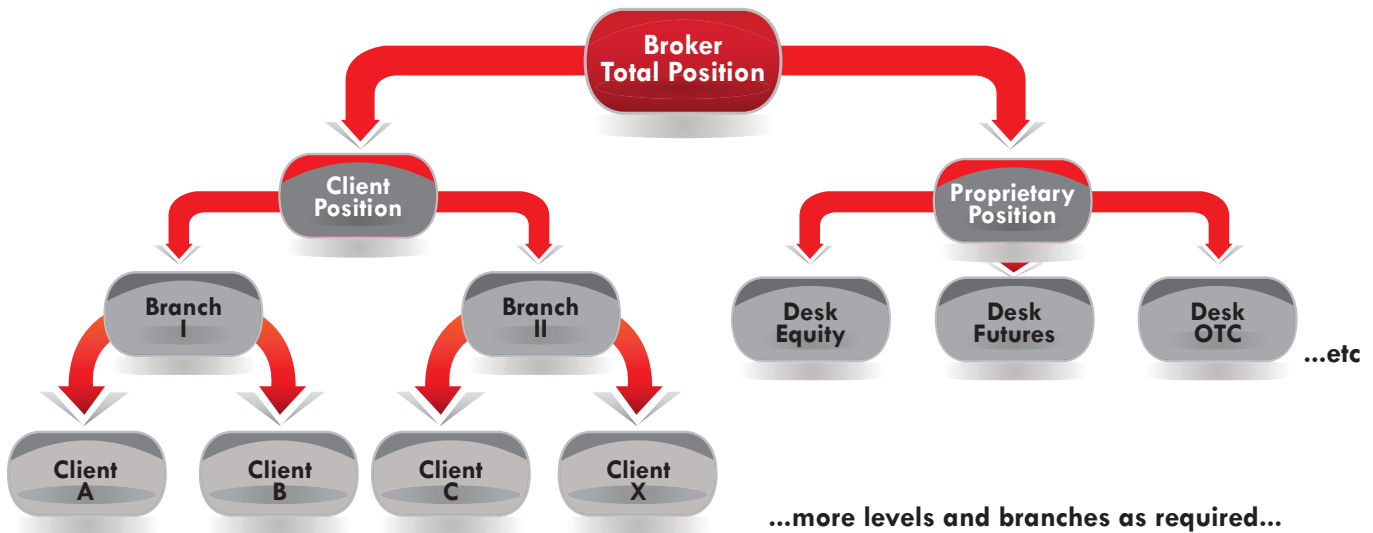 Broker
Total Position
Client
Position
Proprietary
Position
Branch
I
Branch
II
Desk
Equity
Desk
Futures
Desk
OTC
...etc
Client
A
Client
B
Client
C
Client
X
...more levels and branches as required...